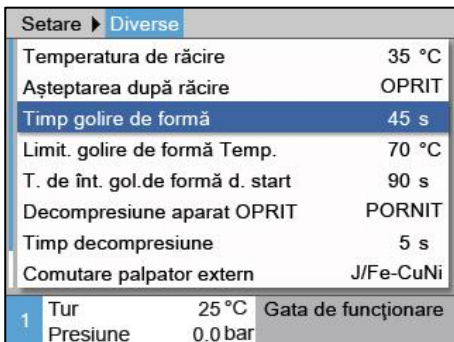 Setare ▶ Diverse
Temperatura de răcire 35 °C
Așteptarea după răcire OPRIT
Timp golire de formă 45 s
Limit. golire de formă Temp. 70 °C
T. de înt. gol.de formă d. start 90 s
Decompresiune aparat OPRIT PORNIT
Timp decompresiune 5 s
Comutare palpator extern J/Fe-CuNi
1 Tur 25 °C Gata de funcționare
Presiune 0.0 bar